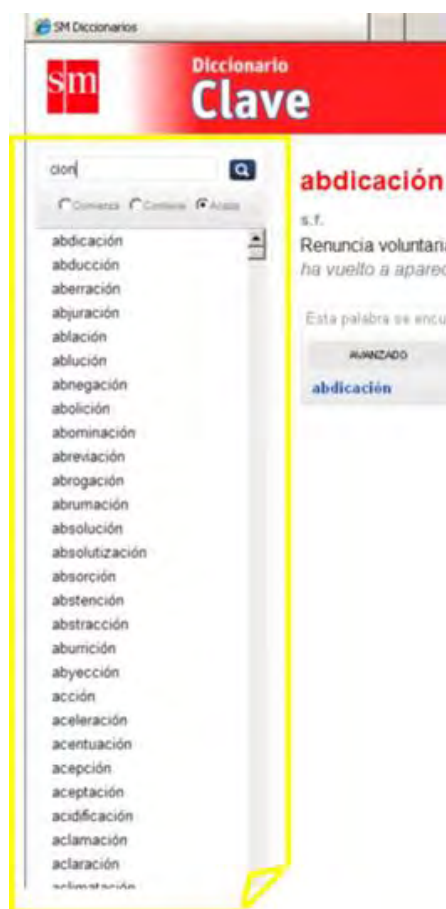 SM Diccionarios
sm
Diccionario
Clave
cion
Comienza Contiene Acaba
abdicación
abducción
aberración
abjuración
ablación
ablución
abnegación
abolición
abominación
abreviación
abrogación
abrumación
absolución
absolutización
absorción
abstención
abstracción
aburrición
abyección
acción
aceleración
acentuación
acepción
aceptación
acidificación
aclamación
aclaración
aclimatación
abdicación
s.f.
Renuncia voluntaria
ha vuelto a aparec
Esta palabra se encu
AVANZADO
abdicación